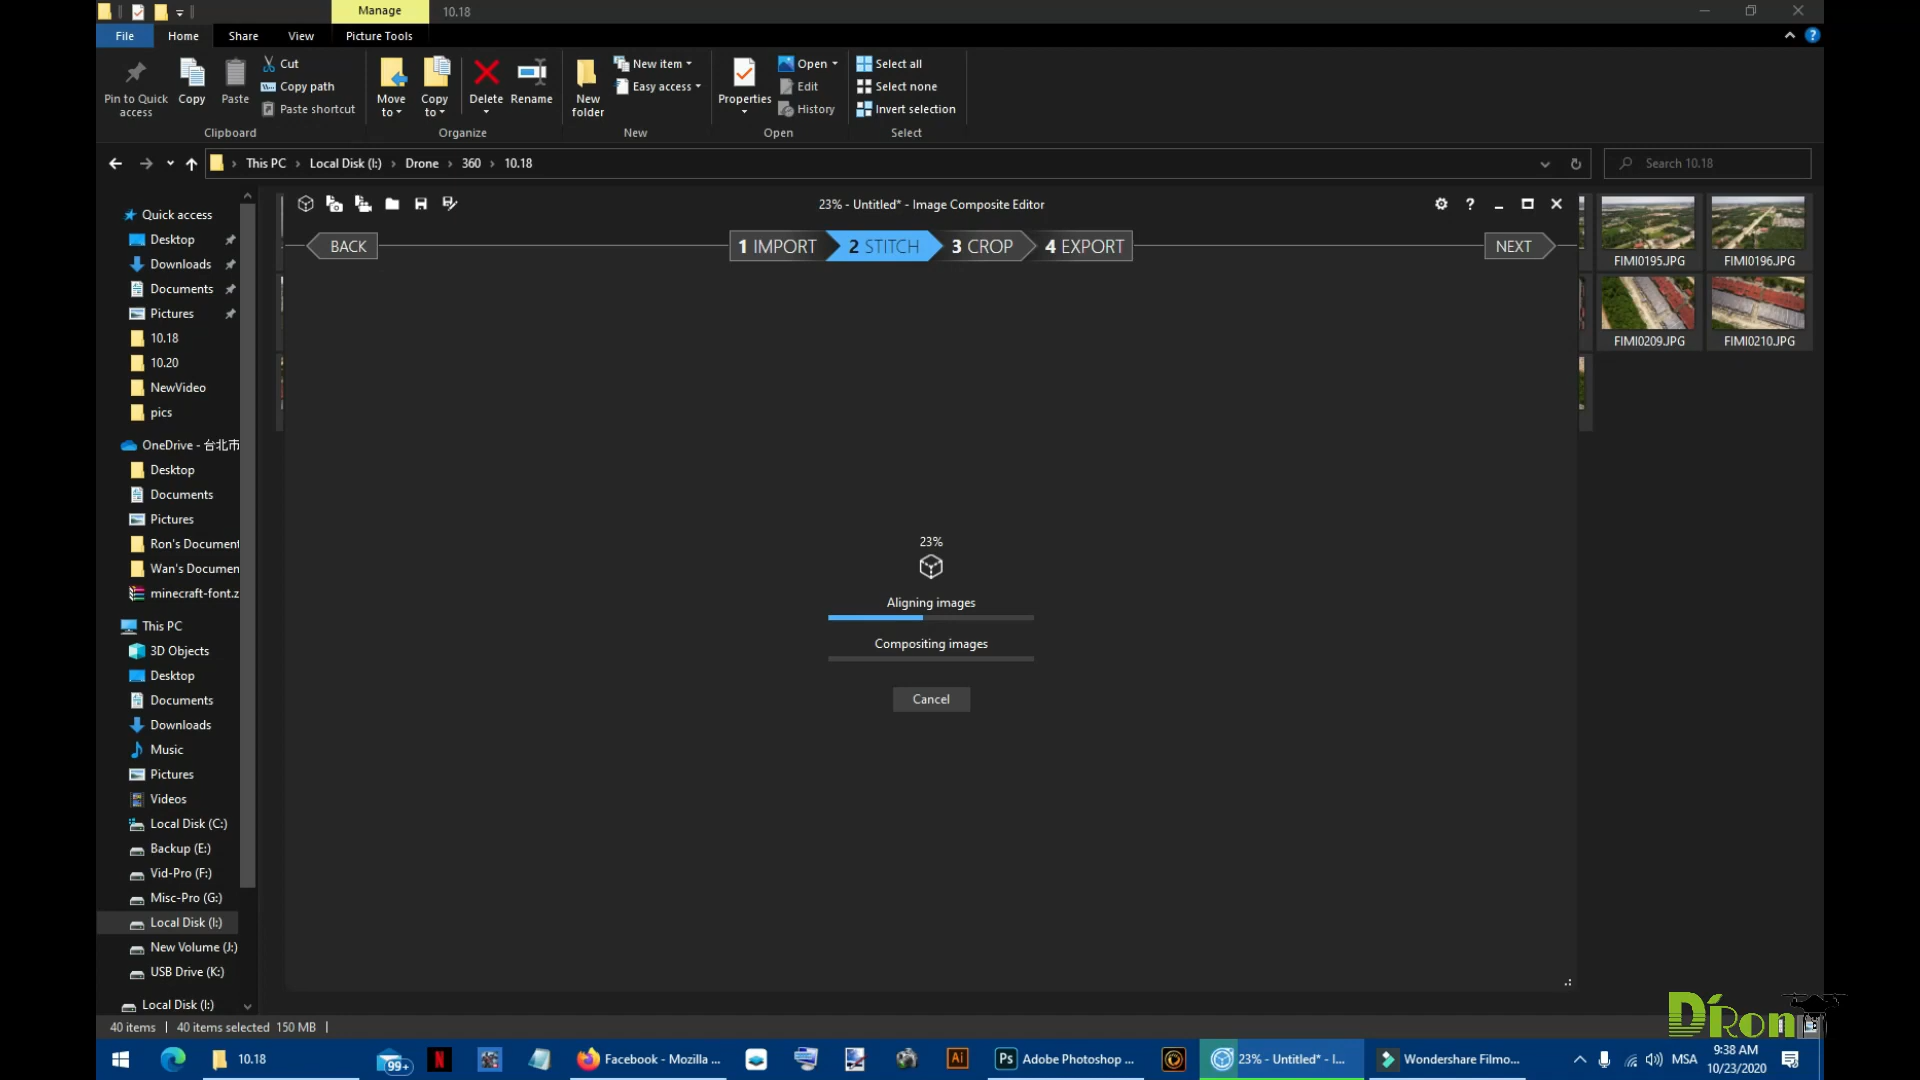 Manage
10.18
File
Home
Share
View
Picture Tools
Pin to Quick
access
Copy
Paste
Cut
Copy path
Paste shortcut
Clipboard
Move
to
Copy
to
Delete
Rename
Organize
New
folder
New item
Easy access
New
Properties
Open
Edit
History
Open
Select all
Select none
Invert selection
Select
This PC
Local Disk (I:)
Drone
360
10.18
Search 10.18
Quick access
Desktop
Downloads
Documents
Pictures
10.18
10.20
NewVideo
pics
OneDrive - 台北市
Desktop
Documents
Pictures
Ron's Document
Wan's Documen
minecraft-font.z
This PC
3D Objects
Desktop
Documents
Downloads
Music
Pictures
Videos
Local Disk (C:)
Backup (E:)
Vid-Pro (F:)
Misc-Pro (G:)
Local Disk (I:)
New Volume (J:)
USB Drive (K:)
Local Disk (I:)
23% - Untitled* - Image Composite Editor
BACK
1 IMPORT
2 STITCH
3 CROP
4 EXPORT
NEXT
23%
Aligning images
Compositing images
Cancel
FIMI0195.JPG
FIMI0196.JPG
FIMI0209.JPG
FIMI0210.JPG
40 items
40 items selected 150 MB
D'Ron
10.18
99+
Facebook - Mozilla ...
Ai
Ps
Adobe Photoshop ...
23% - Untitled* - I...
Wondershare Filmo...
MSA
9:38 AM
10/23/2020